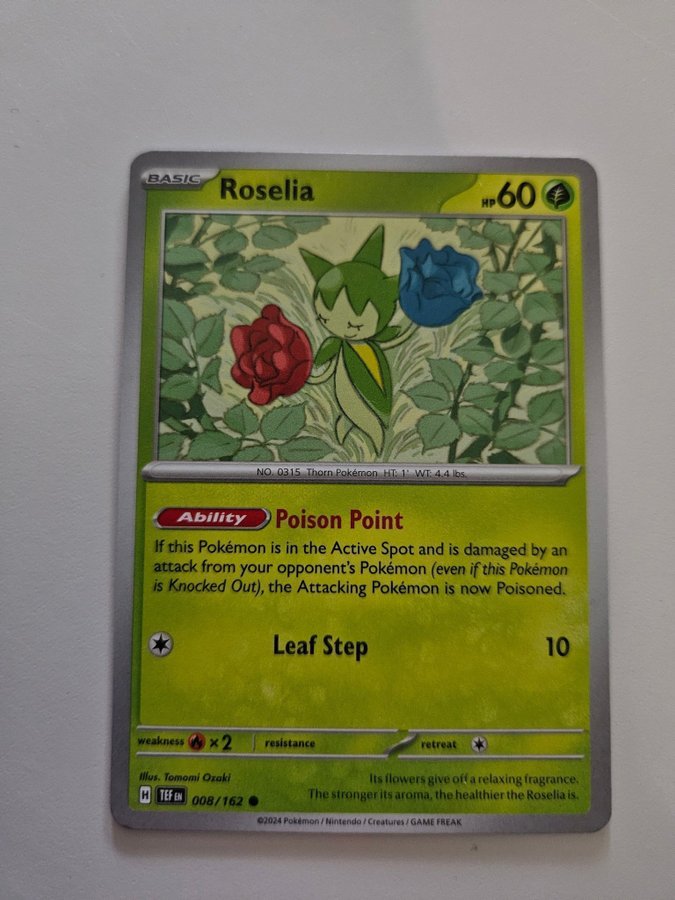 BASIC Roselia HP 60
NO. 0315 Thorn Pokémon HT: 1' WT: 4.4 lbs.
Ability Poison Point
If this Pokémon is in the Active Spot and is damaged by an
attack from your opponent's Pokémon (even if this Pokémon
is Knocked Out), the Attacking Pokémon is now Poisoned.
Leaf Step 10
weakness ×2 resistance retreat
Illus. Tomomi Ozaki
Its flowers give off a relaxing fragrance.
The stronger its aroma, the healthier the Roselia is.
H TEF EN 008/162
©2024 Pokémon / Nintendo / Creatures / GAME FREAK